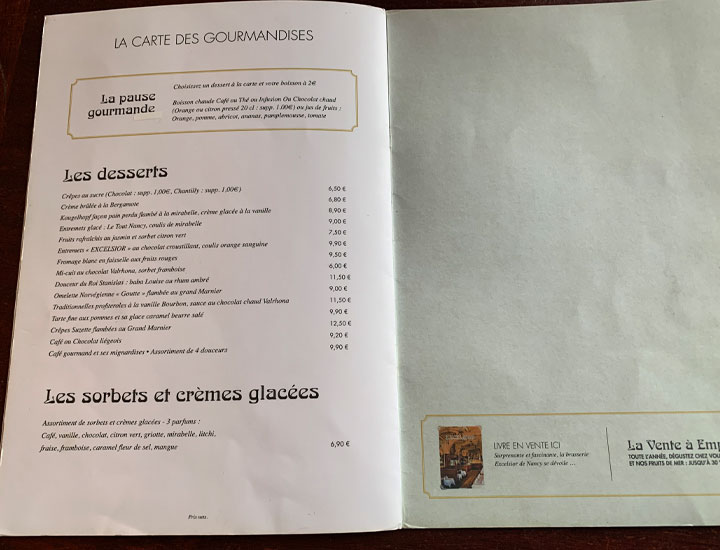 LA CARTE DES GOURMANDISES
La pause gourmande
Choisissez un dessert à la carte et votre boisson à 2€
Boisson chaude Café ou Thé ou Infusion Ou Chocolat chaud
(Orange ou citron pressé 20 cl : supp. 1.00€) ou jus de fruits :
Orange, pomme, abricot, ananas, pamplemousse, tomate
Les desserts
Crêpes au sucre (Chocolat : supp. 1,00€, Chantilly : supp. 1,00€) 6,50 €
Crème brûlée à la Bergamote 6,80 €
Kougelhopf façon pain perdu flambé à la mirabelle, crème glacée à la vanille 8,90 €
Entremets glacé : Le Tout Nancy, coulis de mirabelle 9,00 €
Fruits rafraîchis au jasmin et sorbet citron vert 7,50 €
Entremets « EXCELSIOR » au chocolat croustillant, coulis orange sanguine 9,90 €
Fromage blanc en faisselle aux fruits rouges 9,50 €
Mi-cuit au chocolat Valrhona, sorbet framboise 6,00 €
Douceur du Roi Stanislas : baba Louise au rhum ambré 11,50 €
Omelette Norvégienne « Goutte » flambée au grand Marnier 9,00 €
Traditionnelles profiteroles à la vanille Bourbon, sauce au chocolat chaud Valrhona 11,50 €
Tarte fine aux pommes et sa glace caramel beurre salé 9,90 €
Crêpes Suzette flambées au Grand Marnier 12,50 €
Café ou Chocolat liégeois 9,20 €
Café gourmand et ses mignardises • Assortiment de 4 douceurs 9,90 €
Les sorbets et crèmes glacées
Assortiment de sorbets et crèmes glacées - 3 parfums :
Café, vanille, chocolat, citron vert, griotte, mirabelle, litchi,
fraise, framboise, caramel fleur de sel, mangue 6,90 €
Prix nets.
LIVRE EN VENTE ICI
Surprenante et fascinante, la brasserie
Excelsior de Nancy se dévoile ...
La Vente à Emp
TOUTE L'ANNÉE, DÉGUSTEZ CHEZ VOU
ET NOS FRUITS DE MER : JUSQU'À 30